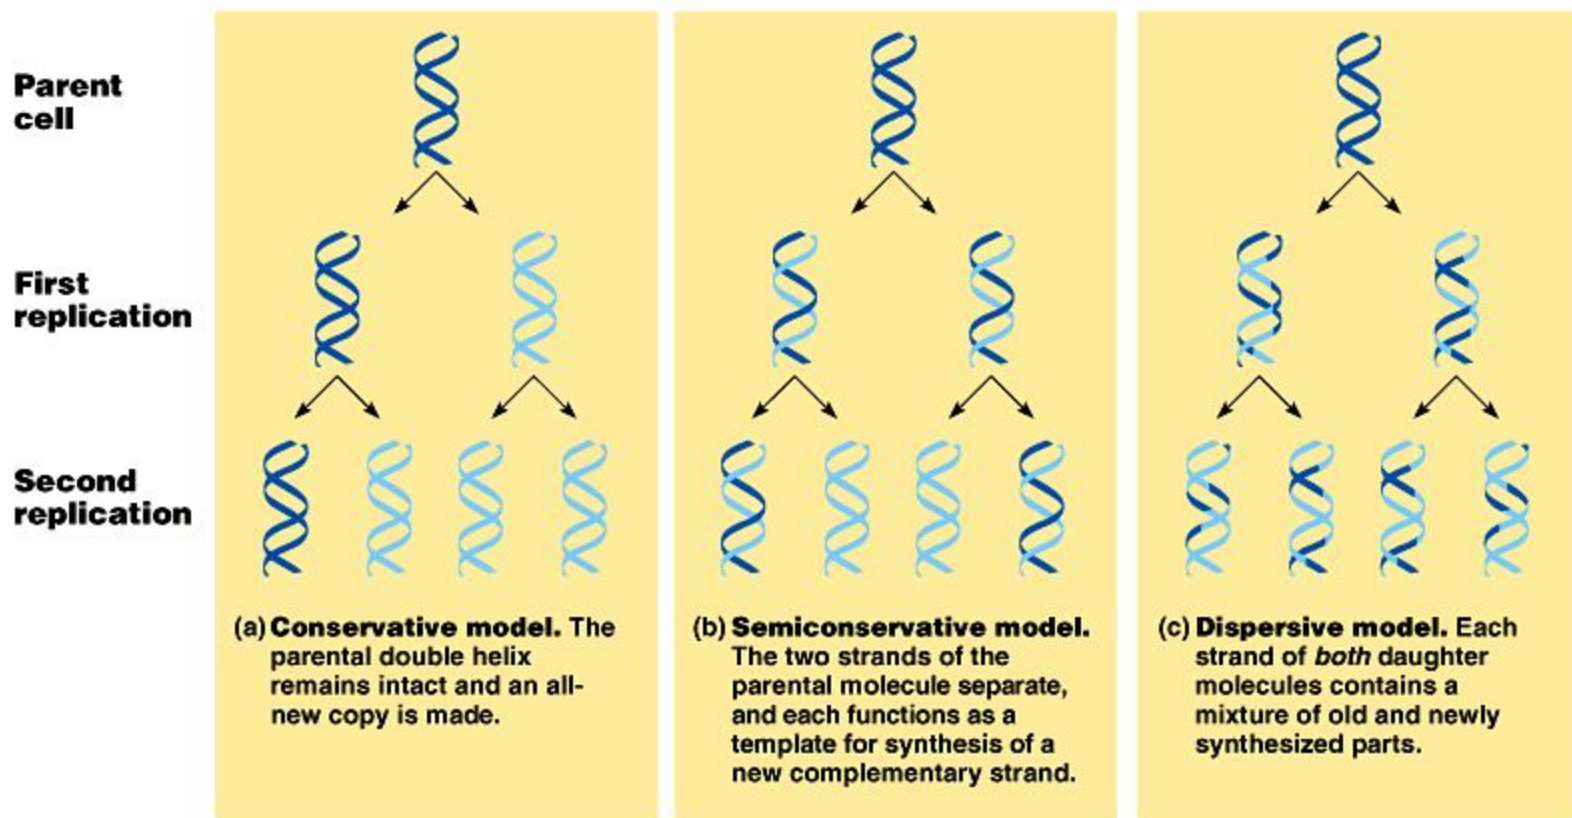 Parent
cell
First
replication
Second
replication
(a) Conservative model. The
parental double helix
remains intact and an all-
new copy is made.
(b) Semiconservative model.
The two strands of the
parental molecule separate,
and each functions as a
template for synthesis of a
new complementary strand.
(c) Dispersive model. Each
strand of both daughter
molecules contains a
mixture of old and newly
synthesized parts.